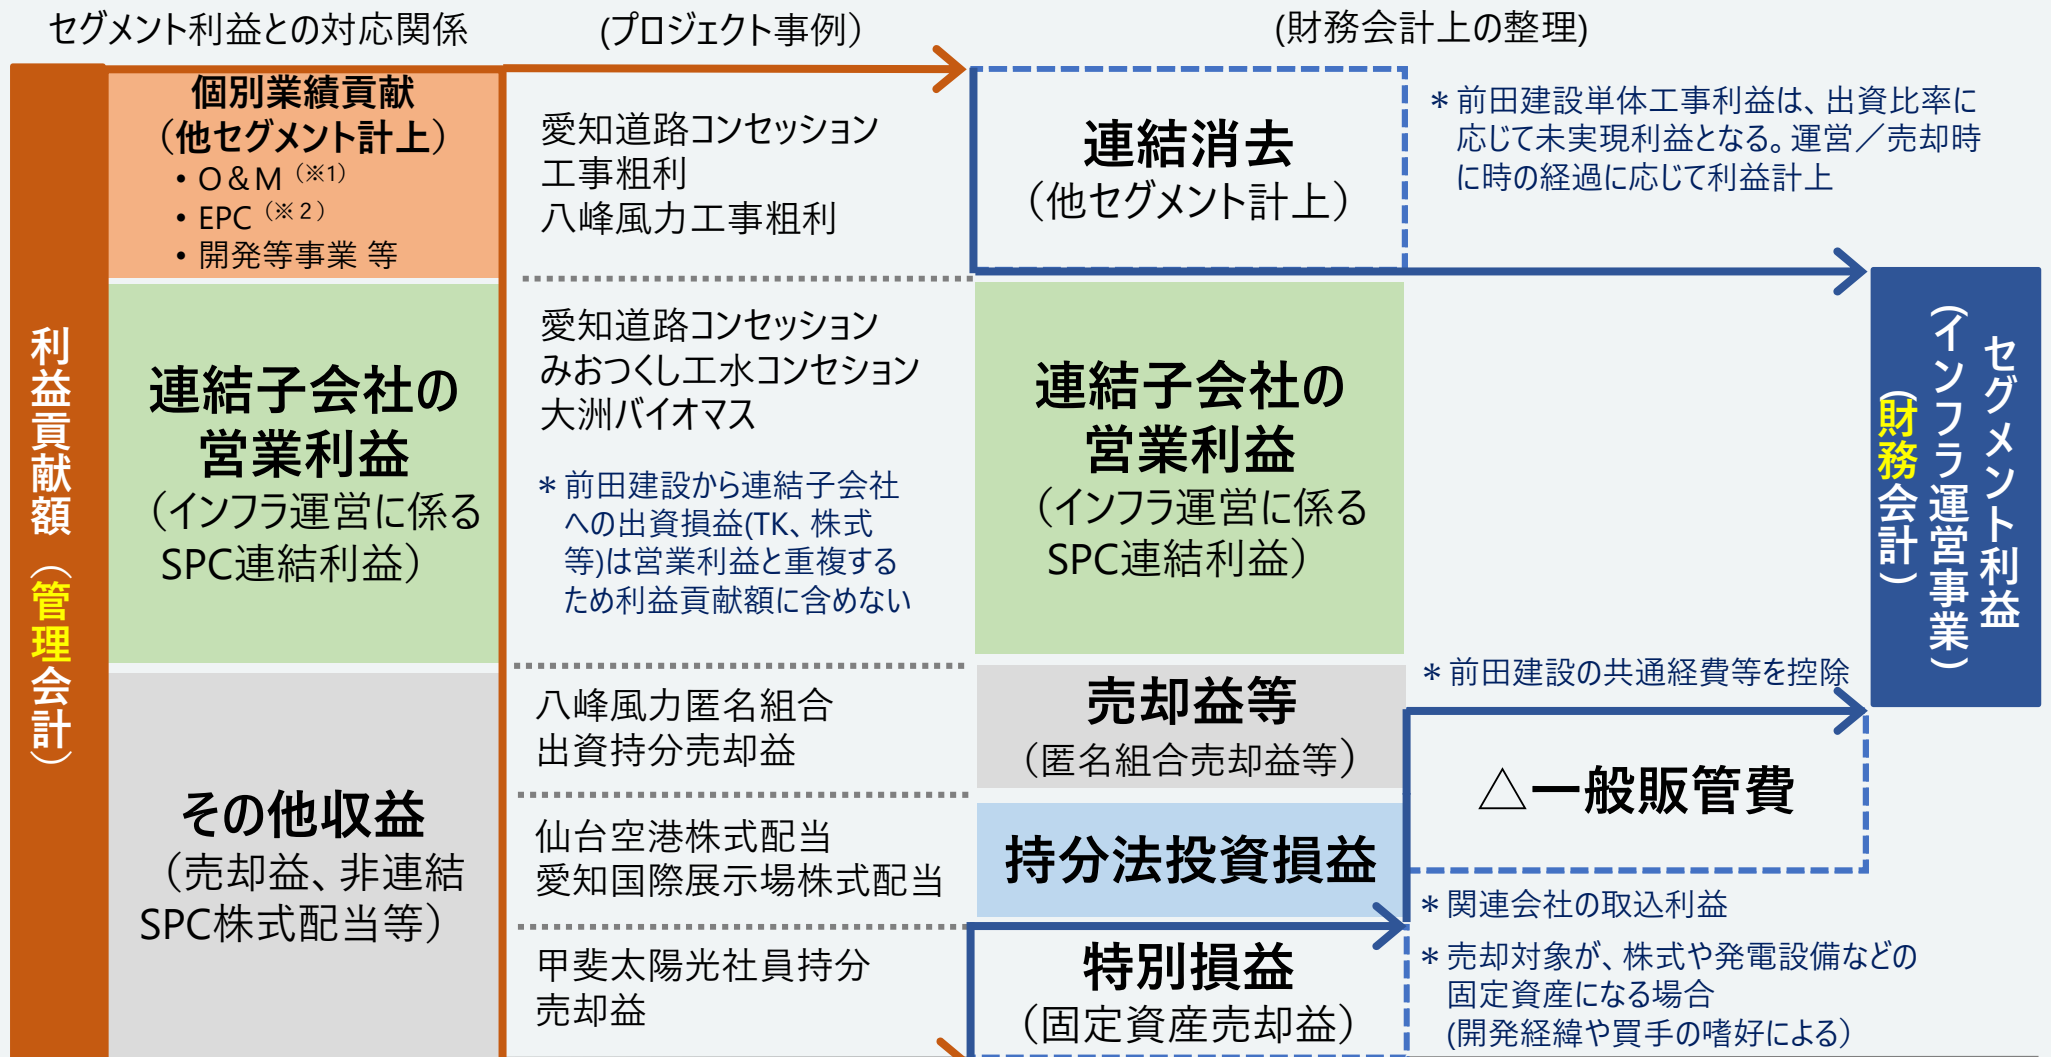 セグメント利益との対応関係
(プロジェクト事例）
(財務会計上の整理)
利益貢献額（管理会計）
個別業績貢献
（他セグメント計上）
・O＆M（※1）
・EPC（※２）
・開発等事業 等
愛知道路コンセッション
工事粗利
八峰風力工事粗利
連結消去
（他セグメント計上）
＊前田建設単体工事利益は、出資比率に
応じて未実現利益となる。運営／売却時
に時の経過に応じて利益計上
連結子会社の
営業利益
（インフラ運営に係る
SPC連結利益）
愛知道路コンセッション
みおつくし工水コンセション
大洲バイオマス
＊前田建設から連結子会社
への出資損益(TK、株式
等)は営業利益と重複する
ため利益貢献額に含めない
連結子会社の
営業利益
（インフラ運営に係る
SPC連結利益）
セグメント利益
（インフラ運営事業）
（財務会計）
その他収益
（売却益、非連結
SPC株式配当等）
八峰風力匿名組合
出資持分売却益
売却益等
（匿名組合売却益等）
＊前田建設の共通経費等を控除
△一般販管費
仙台空港株式配当
愛知国際展示場株式配当
持分法投資損益
＊関連会社の取込利益
甲斐太陽光社員持分
売却益
特別損益
（固定資産売却益）
＊売却対象が、株式や発電設備などの
固定資産になる場合
(開発経緯や買手の嗜好による）